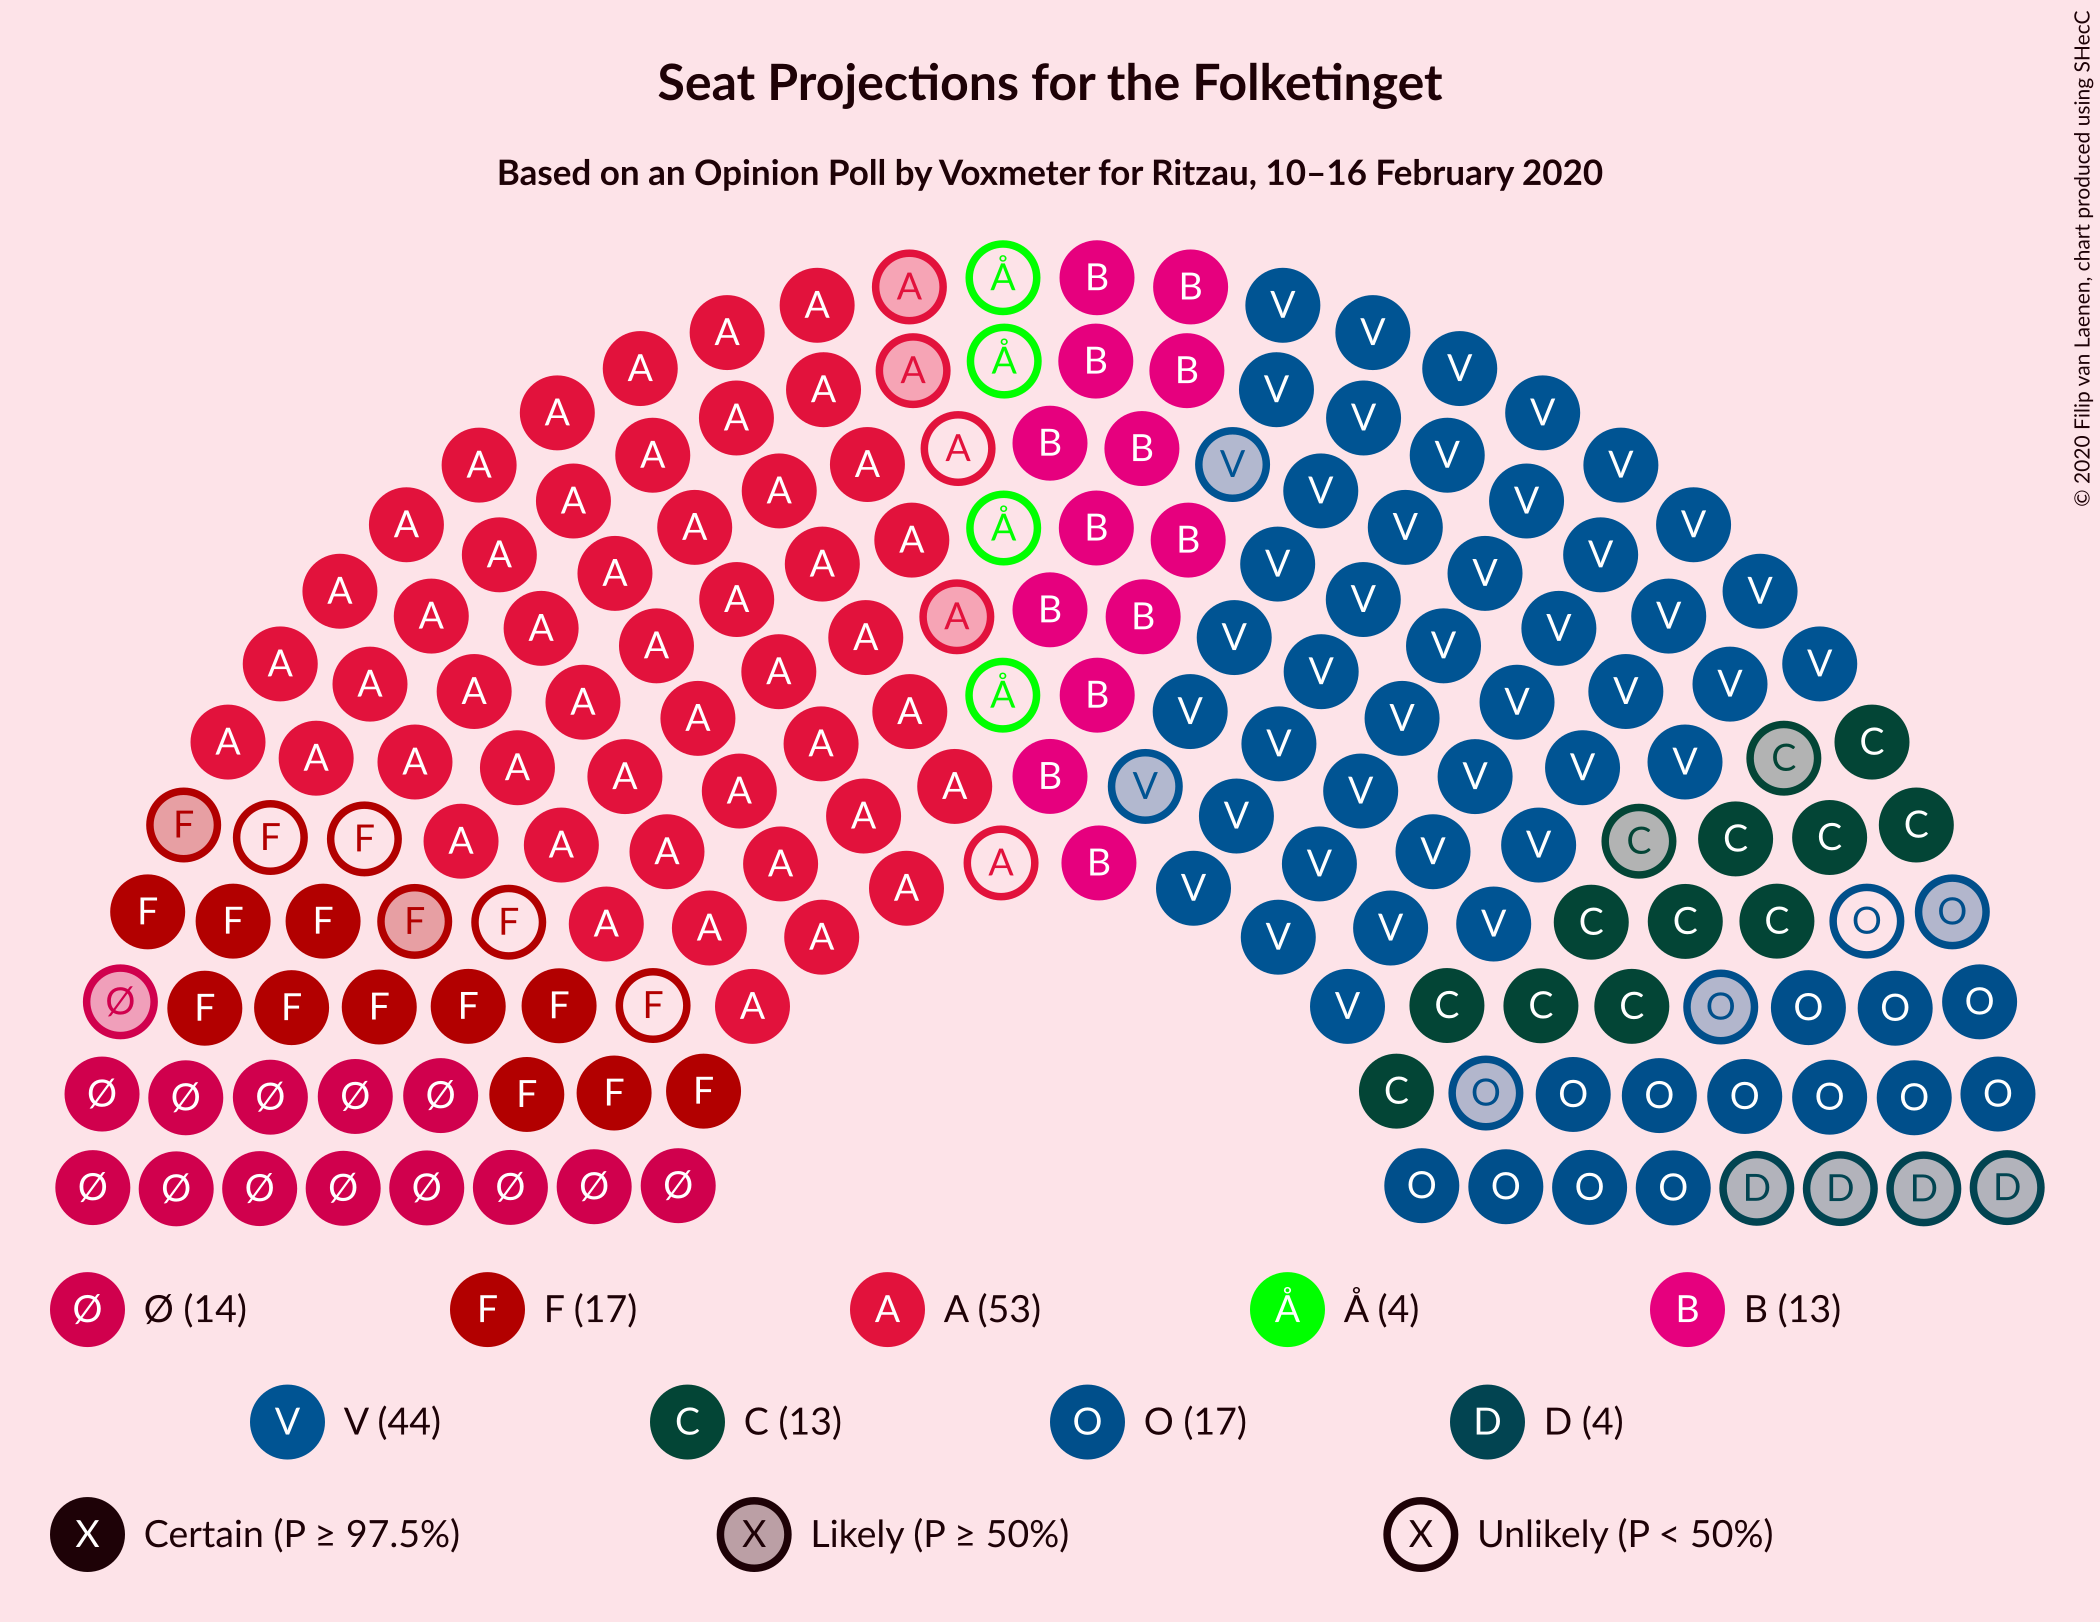 © 2020 Filip van Laenen, chart produced using SHecC
Seat Projections for the Folketinget
Based on an Opinion Poll by Voxmeter for Ritzau, 10–16 February 2020
A A Å B B V
A V
A A A Å B B V V
A A V V
A A A A B B V V V
A A V V
A A A Å B B V V
A A A V V V
A A A A B B V V V
A A A V V V
A A A A Å B V V V V
A A A V V V
A A A A A V V V C C
A A A B V V V
F F F A A A A A A B V V V V C C C C
F F F F F A A A A V V V V C C C O O
Ø F F F F F F A V C C C O O O O
Ø Ø Ø Ø Ø F F F C O O O O O O O
Ø Ø Ø Ø Ø Ø Ø Ø O O O O D D D D
Ø Ø (14) F F (17) A A (53) Å Å (4) B B (13)
V V (44) C C (13) O O (17) D D (4)
X Certain (P ≥ 97.5%) X Likely (P ≥ 50%) X Unlikely (P < 50%)